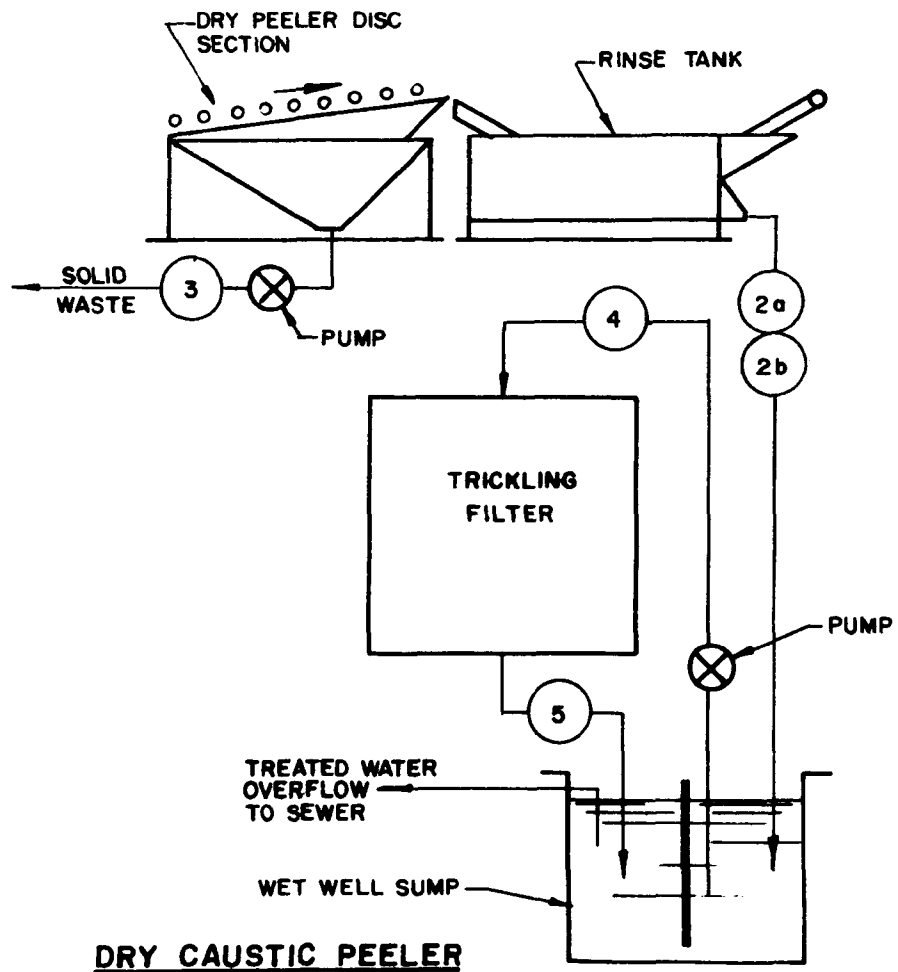 DRY PEELER DISC
SECTION
RINSE TANK
SOLID
WASTE
3
PUMP
4
2a
2b
TRICKLING
FILTER
PUMP
5
TREATED WATER
OVERFLOW
TO SEWER
WET WELL SUMP
DRY CAUSTIC PEELER